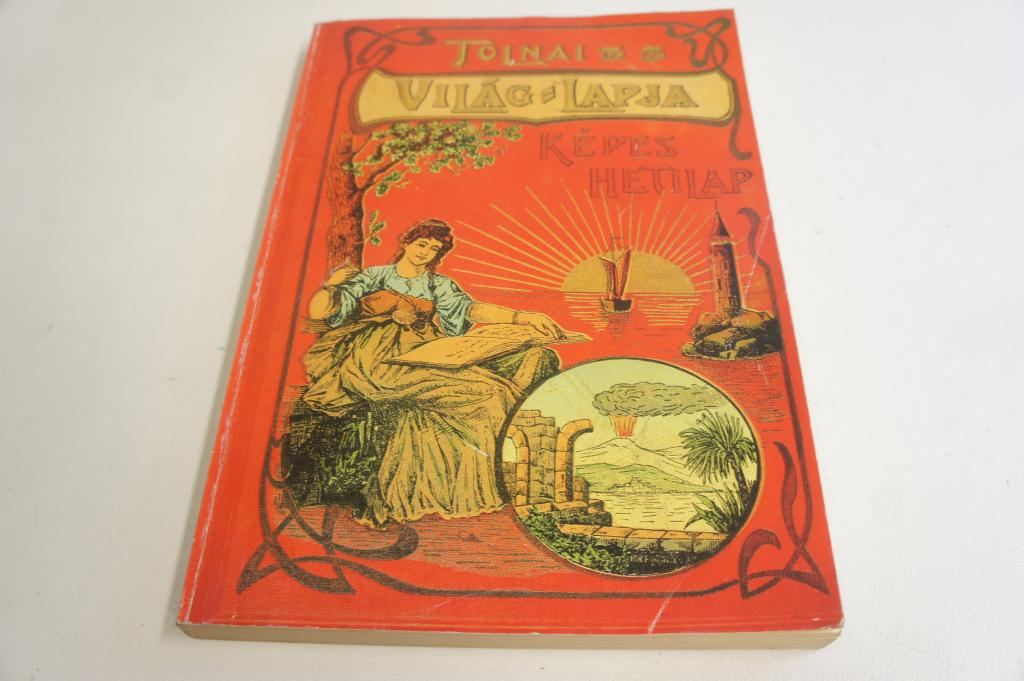 TOLNAI
VILÁG=LAPJA
KÉPES
HETILAP